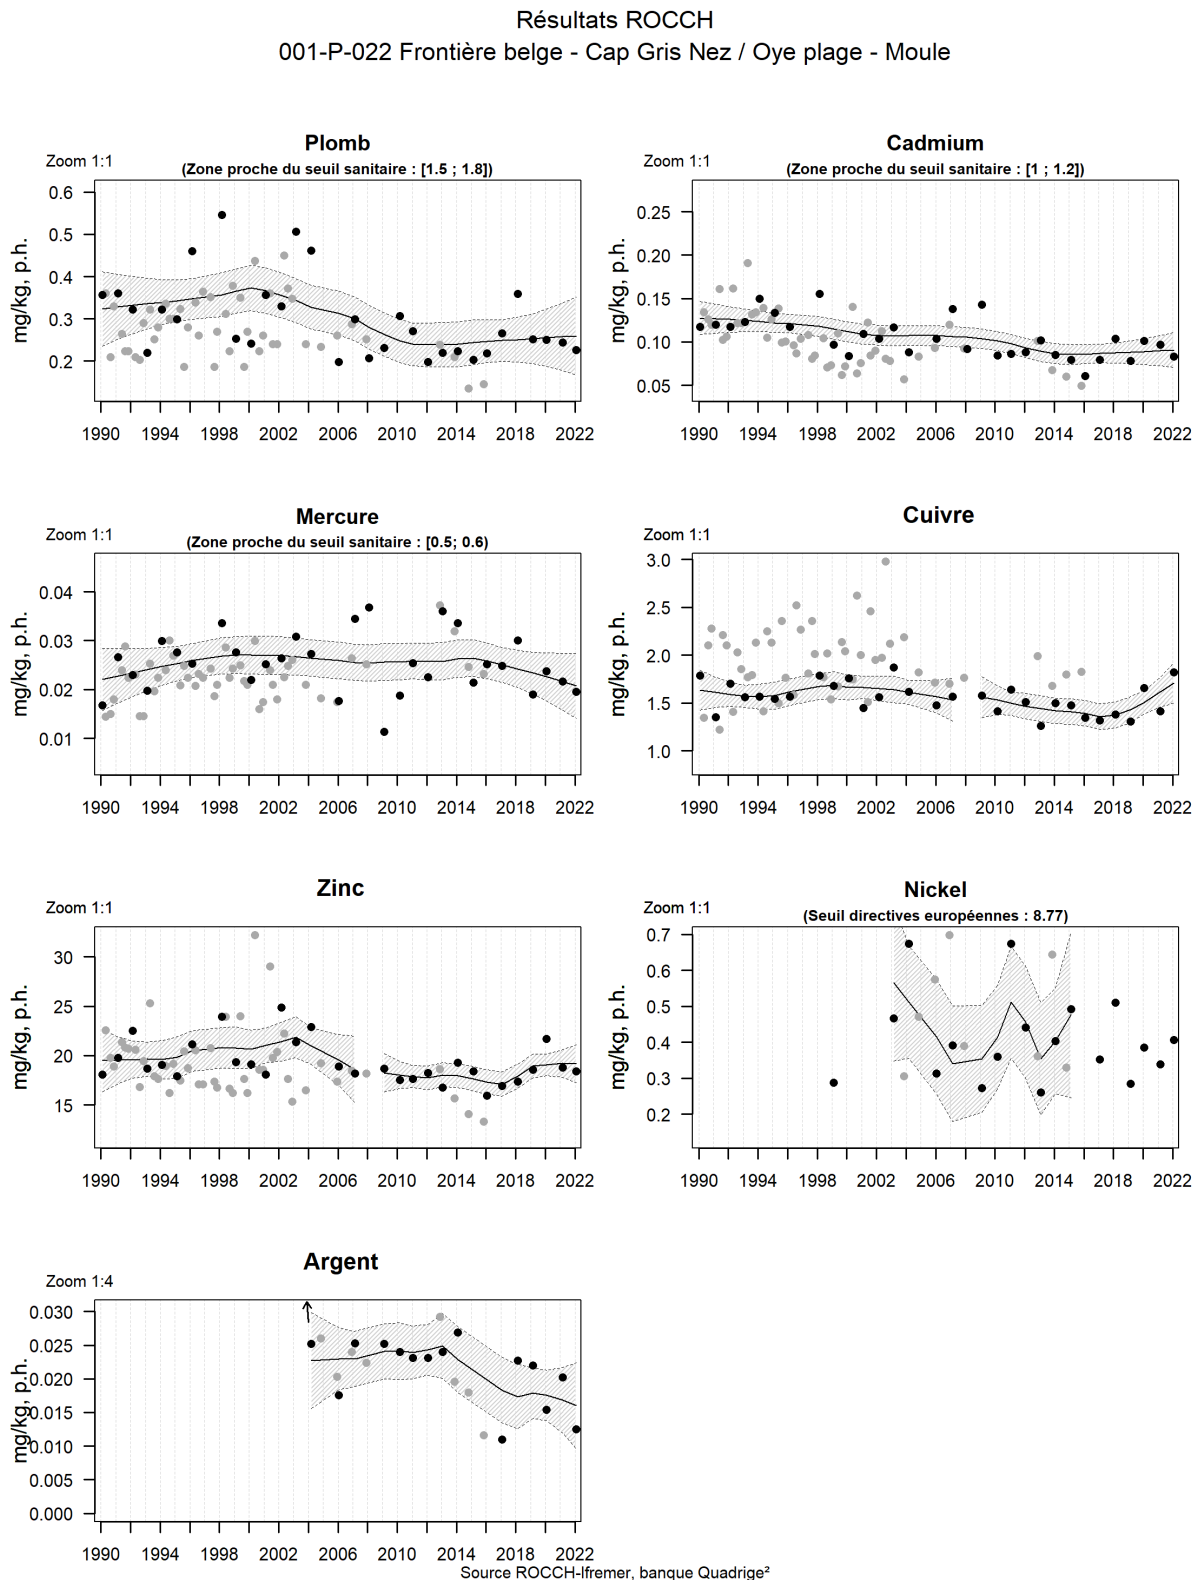 Résultats ROCCH
001-P-022 Frontière belge - Cap Gris Nez / Oye plage - Moule
Plomb
Zoom 1:1
(Zone proche du seuil sanitaire : [1.5 ; 1.8])
mg/kg, p.h.
0.6
0.5
0.4
0.3
0.2
1990 1994 1998 2002 2006 2010 2014 2018 2022
Cadmium
Zoom 1:1
(Zone proche du seuil sanitaire : [1 ; 1.2])
mg/kg, p.h.
0.25
0.20
0.15
0.10
0.05
1990 1994 1998 2002 2006 2010 2014 2018 2022
Mercure
Zoom 1:1
(Zone proche du seuil sanitaire : [0.5; 0.6)
mg/kg, p.h.
0.04
0.03
0.02
0.01
1990 1994 1998 2002 2006 2010 2014 2018 2022
Cuivre
Zoom 1:1
mg/kg, p.h.
3.0
2.5
2.0
1.5
1.0
1990 1994 1998 2002 2006 2010 2014 2018 2022
Zinc
Zoom 1:1
mg/kg, p.h.
30
25
20
15
1990 1994 1998 2002 2006 2010 2014 2018 2022
Nickel
Zoom 1:1
(Seuil directives européennes : 8.77)
mg/kg, p.h.
0.7
0.6
0.5
0.4
0.3
0.2
1990 1994 1998 2002 2006 2010 2014 2018 2022
Argent
Zoom 1:4
mg/kg, p.h.
0.030
0.025
0.020
0.015
0.010
0.005
0.000
1990 1994 1998 2002 2006 2010 2014 2018 2022
Source ROCCH-Ifremer, banque Quadrige²